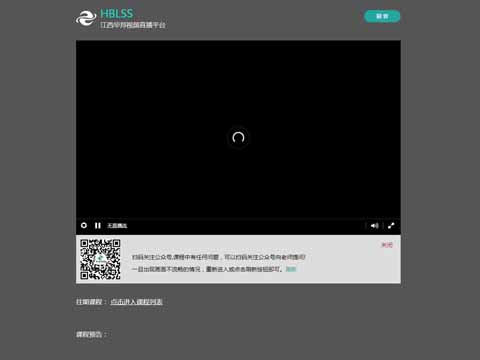 HBLSS
江西华邦视频直播平台
无直播流
关闭
扫码关注公众号,课程中有任何问题，可以扫码关注公众号向老师提问!
一旦出现画面不流畅的情况，重新进入或点击刷新按钮即可。刷新
往期课程： 点击进入课程列表
课程预告：